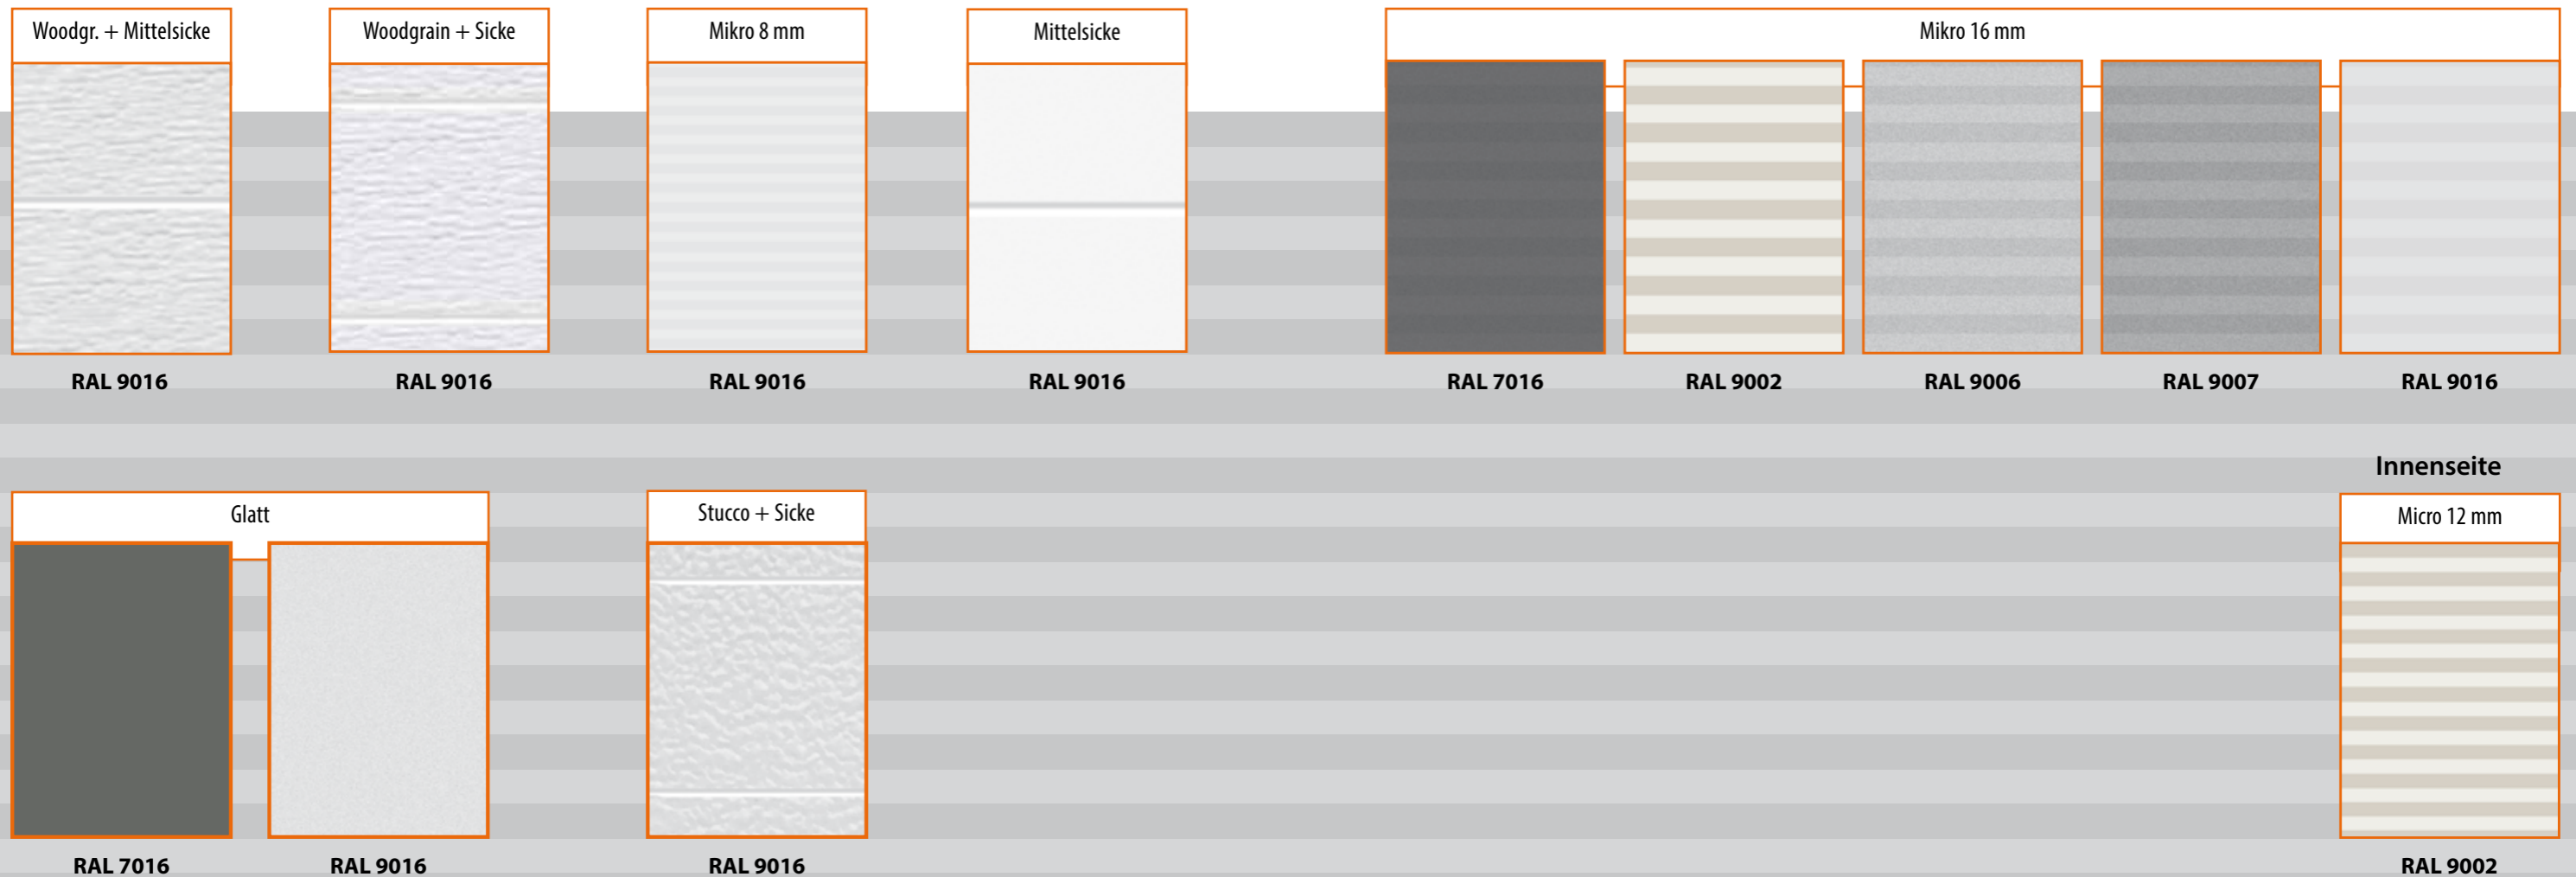 Woodgr. + Mittelsicke
Woodgrain + Sicke
Mikro 8 mm
Mittelsicke
Mikro 16 mm
RAL 9016
RAL 9016
RAL 9016
RAL 9016
RAL 7016
RAL 9002
RAL 9006
RAL 9007
RAL 9016
Innenseite
Glatt
Stucco + Sicke
Micro 12 mm
RAL 7016
RAL 9016
RAL 9016
RAL 9002